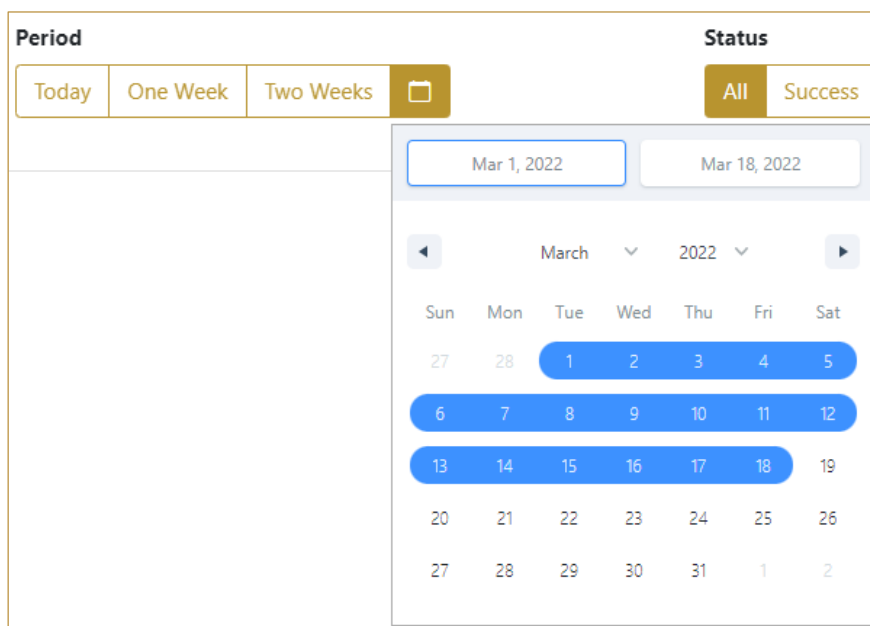 Period
Status
Today One Week Two Weeks
All Success
Mar 1, 2022 Mar 18, 2022
March 2022
Sun Mon Tue Wed Thu Fri Sat
27 28 1 2 3 4 5
6 7 8 9 10 11 12
13 14 15 16 17 18 19
20 21 22 23 24 25 26
27 28 29 30 31 1 2